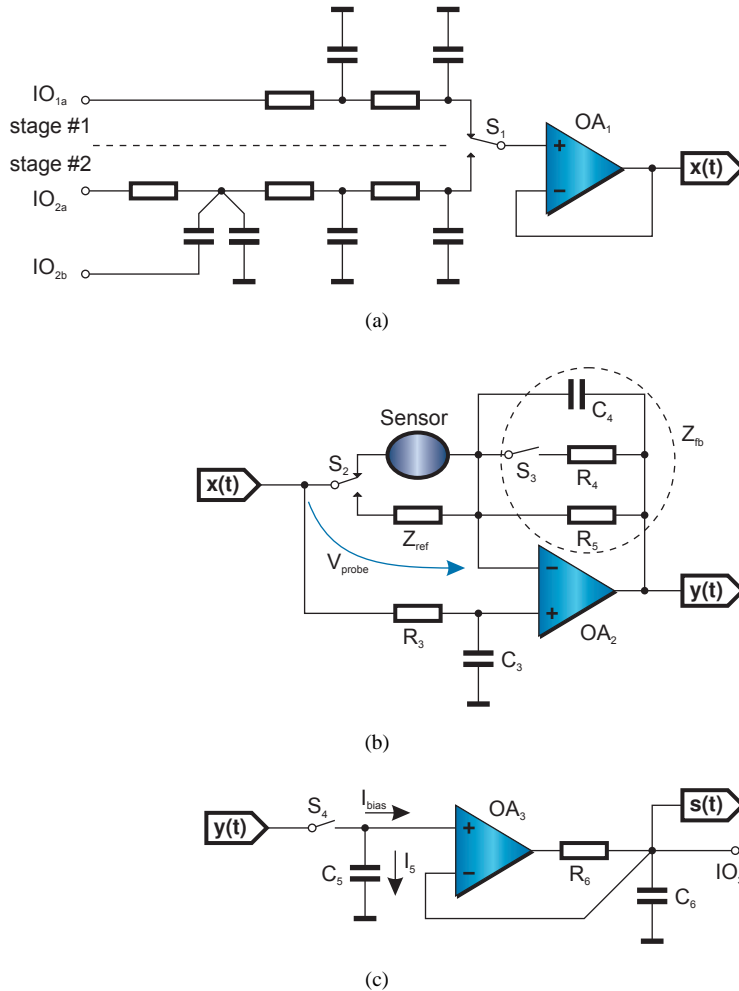 IO1a
stage #1
stage #2
IO2a
IO2b
S1
OA1
+
−
x(t)
(a)
Sensor
C4
Zfb
S2
S3
R4
x(t)
Zref
R5
Vprobe
−
+
y(t)
R3
OA2
C3
(b)
y(t)
S4
Ibias
OA3
s(t)
+
−
C5
I5
R6
C6
(c)